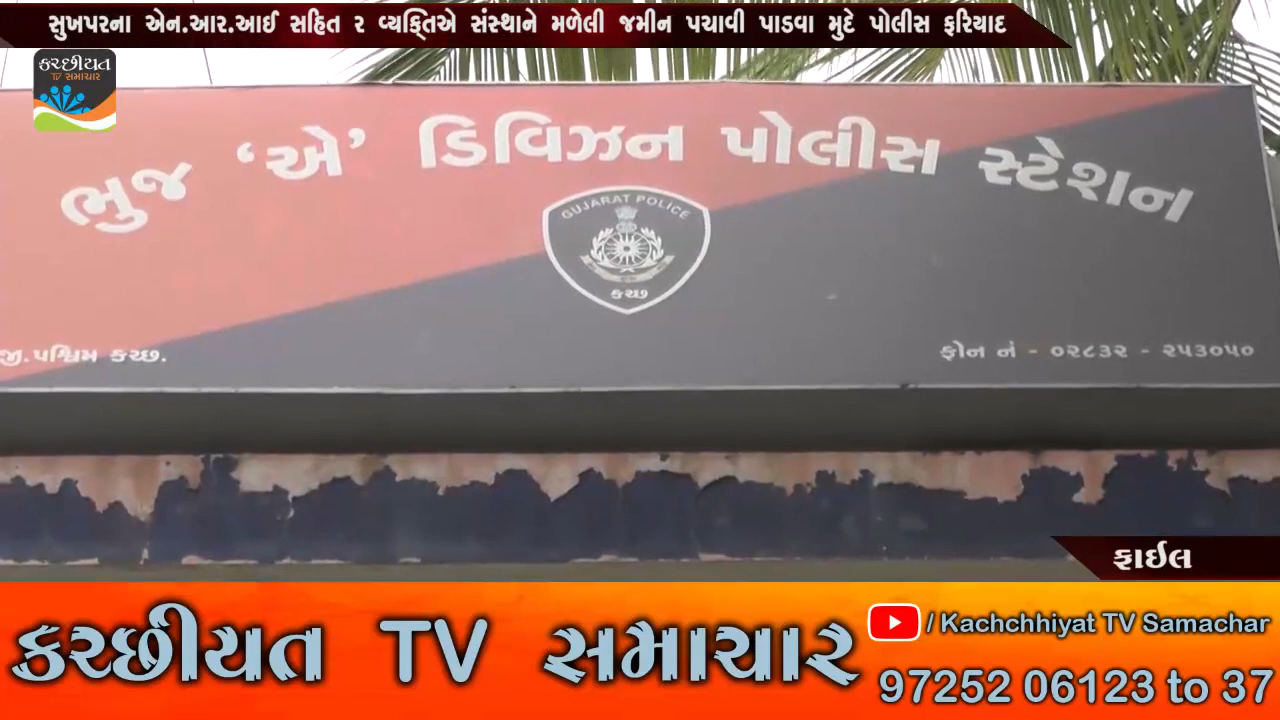 સુખપરના એન.આર.આઈ સહિત ર વ્યક્તિએ સંસ્થાને મળેલી જમીન પચાવી પાડવા મુદે પોલીસ ફરિયાદ
કચ્છીયત
TV સમાચાર
ભુજ ‘એ’ ડિવિઝન પોલીસ સ્ટેશન
GUJARAT POLICE
કચ્છ
જી.પશ્ચિમ કચ્છ.
ફોન નં - ૦૨૮૩૨ - ૨૫૩૦૫૦
ફાઈલ
કચ્છીયત TV સમાચાર
/ Kachchhiyat TV Samachar
97252 06123 to 37